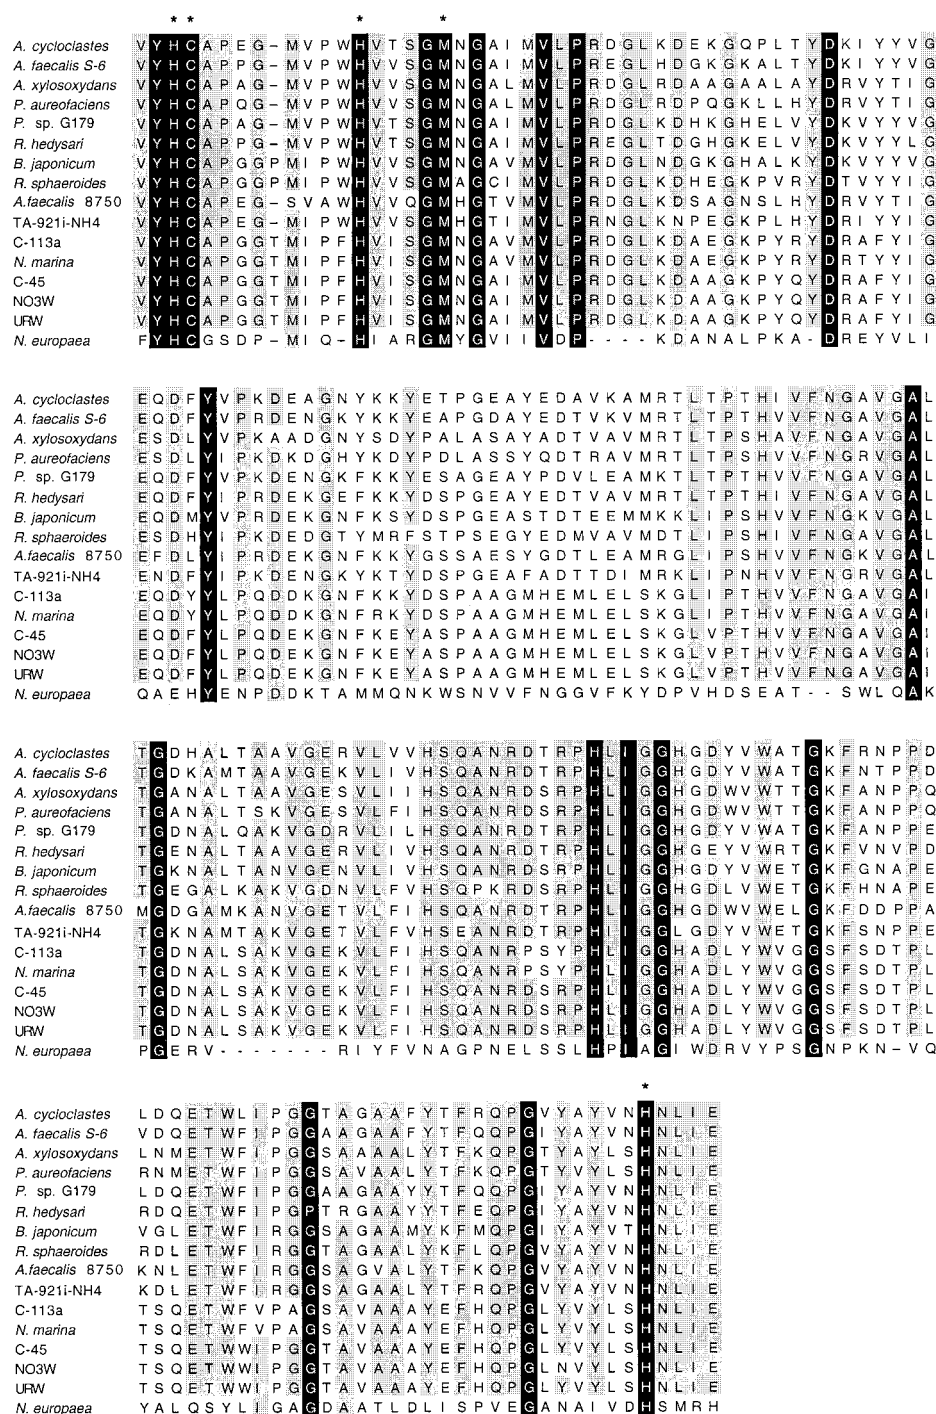 * * * *
A. cycloclastes V Y H C A P E G - M V P W H V T S G M N G A I M V L P R D G L K D E K G Q P L T Y D K I Y Y V G
A. faecalis S-6 V Y H C A P P G - M V P W H V V S G M N G A I M V L P R E G L H D G K G K A L T Y D K I Y Y V G
A. xylosoxydans V Y H C A P A G - M V P W H V V S G M N G A L M V L P R D G L R D A A G A A L A Y D R V Y T I G
P. aureofaciens V Y H C A P Q G - M V P W H V T S G M N G A I M V L P R D G L R D P Q G K L L H Y D R V Y T I G
P. sp. G179 V Y H C A P A G - M V P W H V T S G M N G A I M V L P R D G L K D H K G H E L V Y D K V Y Y V G
R. hedysari V Y H C A P P G - M V P W H V T S G M N G A I M V L P R E G L T D G H G K E L V Y D K V Y Y L G
B. japonicum V Y H C A P G G P M I P W H V V S G M N G A V M V L P R D G L N D G K G H A L K Y D K V Y Y V G
R. sphaeroides V Y H C A P G G P M I P W H V V S G M A G C I M V L P R D G L K D H E G K P V R Y D T V Y Y I G
A.faecalis 8750 V Y H C A P E G - S V A W H V V Q G M H G T I M V L P R D G L K D S A G N S L H Y D R V Y Y I G
TA-921i-NH4 V Y H C A P E G - M I P W H V V S G M H G T I M V L P R N G L K N P E G K P L H Y D R I Y Y I G
C-113a V Y H C A P G G T M I P F H V I S G M N G A V M V L P R D G L K D A E G K P Y R Y D R A F Y I G
N. marina V Y H C A P G G T M I P F H V I S G M N G A V M V L P R D G L K D A E G K P Y R Y D R T Y Y I G
C-45 V Y H C A P G G T M I P F H V I S G M N G A I M V L P R D G L K D A A G K P Y Q Y D R A F Y I G
NO3W V Y H C A P G G T M I P F H V I S G M N G A I M V L P R D G L K D A A G K P Y Q Y D R A F Y I G
URW V Y H C A P G G T M I P F H V I S G M N G A I M V L P R D G L K D A A G K P Y Q Y D R A F Y I G
N. europaea F Y H C G S D P - M I Q - H I A R G M Y G V I I V D P - - - - K D A N A L P K A - D R E Y V L I
A. cycloclastes E Q D F Y V P K D E A G N Y K K Y E T P G E A Y E D A V K A M R T L T P T H I V F N G A V G A L
A. faecalis S-6 E Q D F Y V P R D E N G K Y K K Y E A P G D A Y E D T V K V M R T L T P T H V V F N G A V G A L
A. xylosoxydans E S D L Y V P K A A D G N Y S D Y P A L A S A Y A D T V A V M R T L T P S H A V F N G A V G A L
P. aureofaciens E S D L Y I P K D K D G H Y K D Y P D L A S S Y Q D T R A V M R T L T P S H V V F N G R V G A L
P. sp. G179 E Q D F Y V P K D E N G K F K K Y E S A G E A Y P D V L E A M K T L T P T H V V F N G A V G A L
R. hedysari E Q D F Y I P R D E K G E F K K Y D S P G E A Y E D T V A V M R T L T P T H I V F N G A V G A L
B. japonicum E Q D M Y V P R D E K G N F K S Y D S P G E A S T D T E E M M K K L I P S H V V F N G K V G A L
R. sphaeroides E S D H Y I P K D E D G T Y M R F S T P S E G Y E D M V A V M D T L I P S H I V F N G A V G A L
A.faecalis 8750 E F D L Y I P R D E K G N F K K Y G S S A E S Y G D T L E A M R G L I P S H V V F N G K V G A L
TA-921i-NH4 E N D F Y I P K D E N G K Y K T Y D S P G E A F A D T T D I M R K L I P N H V V F N G R V G A L
C-113a E Q D Y Y L P Q D D K G N F R K Y D S P A A G M H E M L E L S K G L I P T H V V F N G A V G A I
N. marina E Q D Y Y L P Q D D K G N F R K Y D S P A A G M H E M L E L S K G L I P T H V V F N G A V G A I
C-45 E Q D F Y L P Q D E K G N F K E Y A S P A A G M H E M L E L S K G L V P T H V V F N G A V G A I
NO3W E Q D F Y L P Q D E K G N F K E Y A S P A A G M H E M L E L S K G L V P T H V V F N G A V G A I
URW E Q D F Y L P Q D E K G N F K E Y A S P A A G M H E M L E L S K G L V P T H V V F N G A V G A I
N. europaea Q A E H Y E N P D D K T A M M Q N K W S N V V F N G G V F K Y D P V H D S E A T - - S W L Q A K
A. cycloclastes T G D H A L T A A V G E R V L V V H S Q A N R D T R P H L I G G H G D Y V W A T G K F R N P P D
A. faecalis S-6 T G D K A M T A A V G E K V L I V H S Q A N R D T R P H L I G G H G D Y V W A T G K F N T P P D
A. xylosoxydans T G A N A L T A A V G E S V L I I H S Q A N R D S R P H L I G G H G D W V W T T G K F A N P P Q
P. aureofaciens T G A N A L T S K V G E S V L F I H S Q A N R D S R P H L I G G H G D W V W T T G K F A N P P Q
P. sp. G179 T G D N A L Q A K V G D R V L I L H S Q A N R D T R P H L I G G H G D Y V W A T G K F A N P P E
R. hedysari T G E N A L T A A V G E R V L I V H S Q A N R D T R P H L I G G H G E Y V W R T G K F V N V P D
B. japonicum T G K N A L T A N V G E N V L I V H S Q A N R D S R P H L I G G H G D Y V W E T G K F G N A P E
R. sphaeroides T G E G A L K A K V G D N V L F V H S Q P K R D S R P H L I G G H G D L V W E T G K F H N A P E
A.faecalis 8750 M G D G A M K A N V G E T V L F I H S Q A N R D T R P H L I G G H G D W V W E L G K F D D P P A
TA-921i-NH4 T G K N A M T A K V G E T V L F V H S E A N R D T R P H I I G G L G D Y V W E T G K F S N P P E
C-113a T G D N A L S A K V G E K V L F I H S Q A N R P S Y P H L I G G H A D L Y W V G G S F S D T P L
N. marina T G D N A L S A K V G E K V L F I H S Q A N R P S Y P H L I G G H A D L Y W V G G S F S D T P L
C-45 T G D N A L S A K V G E K V L F I H S Q A N R D S R P H L I G G H A D L Y W V G G S F S D T P L
NO3W T G D N A L S A K V G E K V L F I H S Q A N R D S R P H L I G G H A D L Y W V G G S F S D T P L
URW T G D N A L S A K V G E K V L F I H S Q A N R D S R P H L I G G H A D L Y W V G G S F S D T P L
N. europaea P G E R V - - - - - - - R I Y F V N A G P N E L S S L H P I A G I W D R V Y P S G N P K N - V Q
*
A. cycloclastes L D Q E T W L I P G G T A G A A F Y T F R Q P G V Y A Y V N H N L I E
A. faecalis S-6 V D Q E T W F I P G G A A G A A F Y T F Q Q P G I Y A Y V N H N L I E
A. xylosoxydans L N M E T W F I P G G S A A A A L Y T F K Q P G T Y A Y L S H N L I E
P. aureofaciens R N M E T W F I P G G S A V A A L Y T F K Q P G T Y V Y L S H N L I E
P. sp. G179 L D Q E T W F I P G G A A G A A Y Y T F Q Q P G I Y A Y V N H N L I E
R. hedysari R D Q E T W F I P G P T R G A A Y Y T F E Q P G I Y A I V N H N L I E
B. japonicum V G L E T W F I R G G S A G A A M Y K F M Q P G I Y A Y V T H N L I E
R. sphaeroides R D L E T W F I R G G T A G A A L Y K F L Q P G V Y A Y V N H N L I E
A.faecalis 8750 K N L E T W F I R G G S A G V A L Y T F K Q P G V Y A Y V N H N L I E
TA-921i-NH4 K D L E T W F I R G G S A G A A L Y T F R Q P G V Y A Y V N H N L I E
C-113a T S Q E T W F V P A G S A V A A A Y E F H Q P G L Y V Y L S H N L I E
N. marina T S Q E T W F V P A G S A V A A A Y E F H Q P G L Y V Y L S H N L I E
C-45 T S Q E T W W I P G G T A V A A A Y E F H Q P G L Y V Y L S H N L I E
NO3W T S Q E T W W I P G G T A V A A A Y E F H Q P G L N V Y L S H N L I E
URW T S Q E T W W I P G G T A V A A A Y E F H Q P G L Y V Y L S H N L I E
N. europaea Y A L Q S Y L I G A G D A A T L D L I S P V E G A N A I V D H S M R H